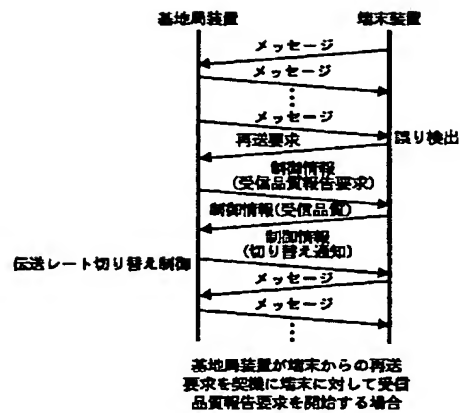 基地局装置
端末装置
メッセージ
メッセージ
メッセージ
再送要求
誤り検出
制御情報
(受信品質報告要求)
制御情報(受信品質)
制御情報
(切り替え通知)
伝送レート切り替え制御
メッセージ
メッセージ
基地局装置が端末からの再送
要求を契機に端末に対して受信
品質報告要求を開始する場合